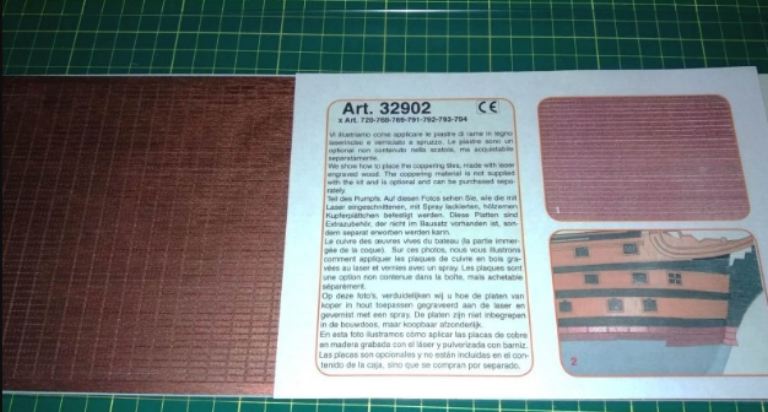 Art. 32902
CE
x Art. 720-768-769-791-792-793-794
Vi illustriamo come applicare le piastre di rame in legno
laserinciso e verniciato a spruzzo. Le piastre sono un
optional non contenuto nella scatola, ma acquistabile
separatamente.
We show how to place the coppering tiles, made with laser
engraved wood. The coppering material is not supplied
with the kit and is optional and can be purchased sepa-
rately.
Teil des Rumpfs. Auf diesen Fotos sehen Sie, wie die mit
Laser eingeschnittenen, mit Spray lackierten, hölzernen
Kupferplättchen befestigt werden. Diese Platten sind
Extrazubehör, der nicht im Bausatz vorhanden ist, son-
dern separat erworben werden kann.
Le cuivre des œuvres vives du bateau (la partie immer-
gée de la coque). Sur ces photos, nous vous illustrons
comment appliquer les plaques de cuivre en bois gra-
vées au laser et vernies avec un spray. Les plaques sont
une option non contenue dans la boîte, mais achetable
séparément.
Op deze foto's, verduidelijken wij u hoe de platen van
koper in hout toepassen gegraveerd aan de laser en
gevernist met een spray. De platen zijn niet inbegrepen
in de bouwdoos, maar koopbaar afzonderlijk.
En esta foto ilustramos cómo aplicar las placas de cobre
en madera grabada con el láser y pulverizada con barniz.
Las placas son opcionales y no están incluidas en el con-
tenido de la caja, sino que se compran por separado.
1
2